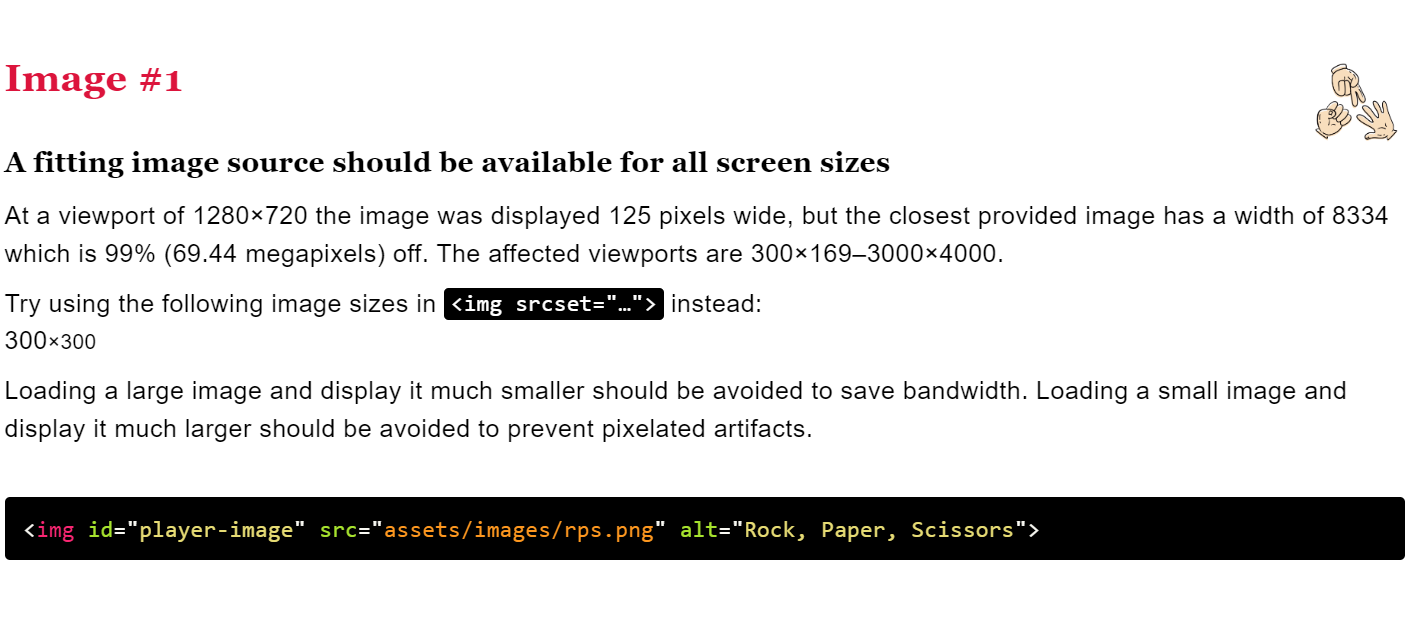 Image #1
A fitting image source should be available for all screen sizes
At a viewport of 1280×720 the image was displayed 125 pixels wide, but the closest provided image has a width of 8334
which is 99% (69.44 megapixels) off. The affected viewports are 300×169–3000×4000.
Try using the following image sizes in <img srcset="…"> instead:
300×300
Loading a large image and display it much smaller should be avoided to save bandwidth. Loading a small image and
display it much larger should be avoided to prevent pixelated artifacts.
<img id="player-image" src="assets/images/rps.png" alt="Rock, Paper, Scissors">